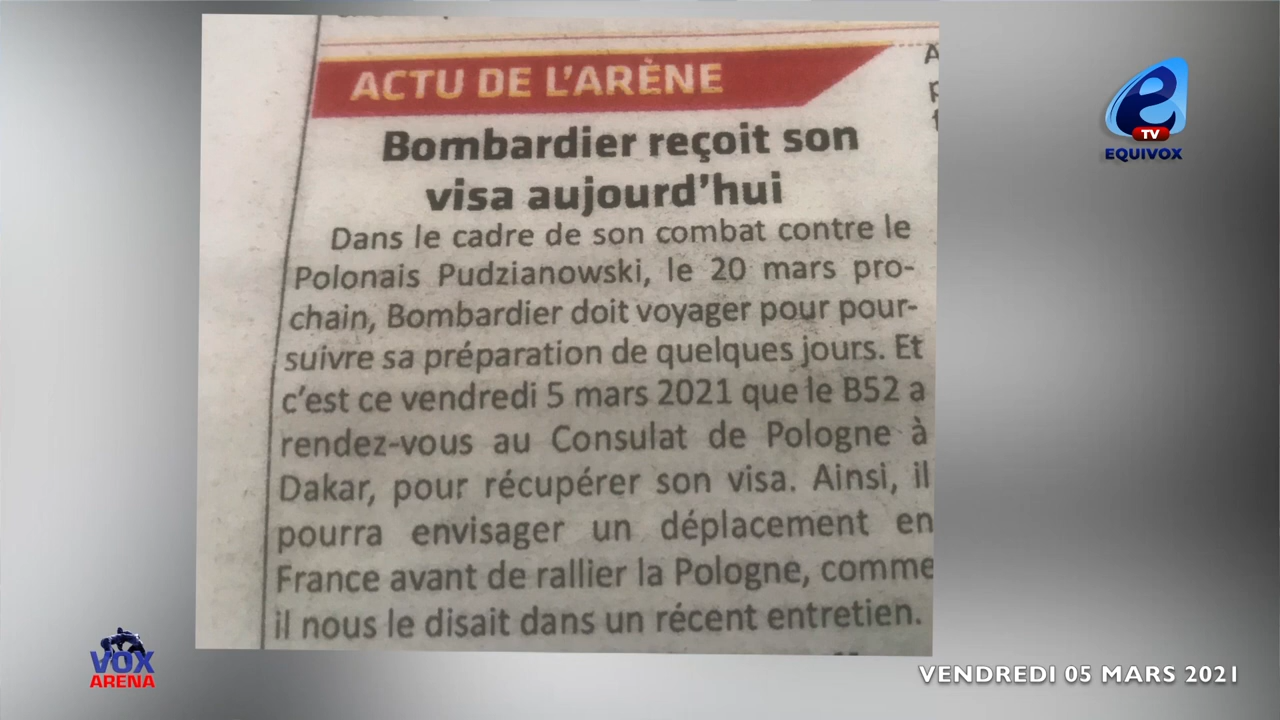 ACTU DE L'ARÈNE
Bombardier reçoit son
visa aujourd'hui
Dans le cadre de son combat contre le
Polonais Pudzianowski, le 20 mars pro-
chain, Bombardier doit voyager pour pour-
suivre sa préparation de quelques jours. Et
c'est ce vendredi 5 mars 2021 que le B52 a
rendez-vous au Consulat de Pologne à
Dakar, pour récupérer son visa. Ainsi, il
pourra envisager un déplacement en
France avant de rallier la Pologne, comme
il nous le disait dans un récent entretien.
e
TV
EQUIVOX
VOX
ARENA
VENDREDI 05 MARS 2021